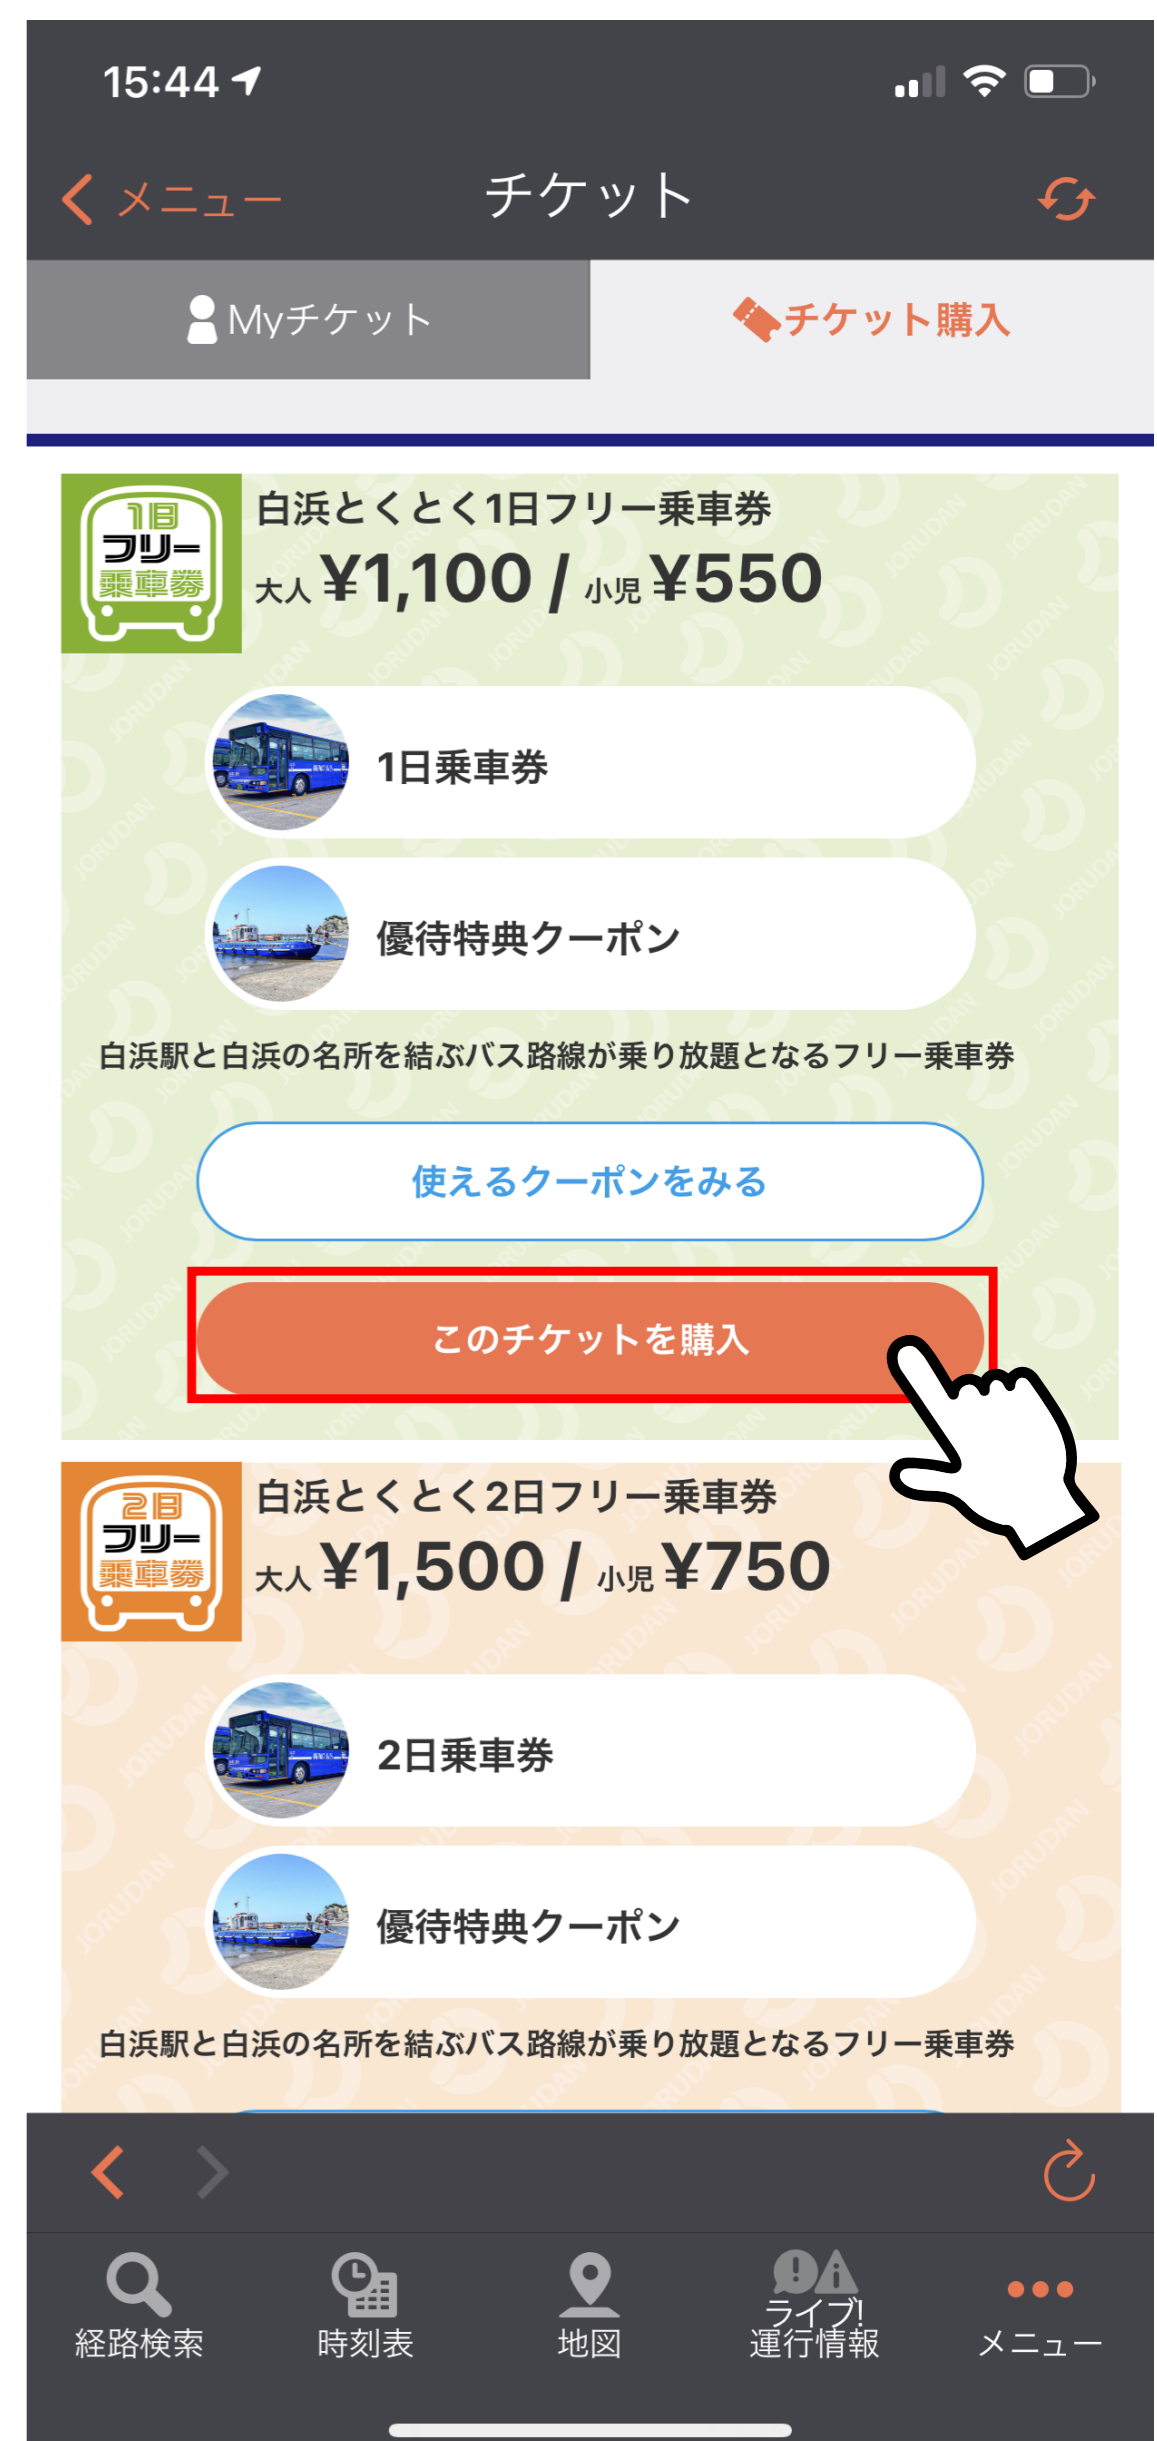 15:44
メニュー
チケット
Myチケット
チケット購入
1日
フリー
乗車券
白浜とくとく1日フリー乗車券
大人 ¥1,100 / 小児 ¥550
1日乗車券
優待特典クーポン
白浜駅と白浜の名所を結ぶバス路線が乗り放題となるフリー乗車券
使えるクーポンをみる
このチケットを購入
2日
フリー
乗車券
白浜とくとく2日フリー乗車券
大人 ¥1,500 / 小児 ¥750
2日乗車券
優待特典クーポン
白浜駅と白浜の名所を結ぶバス路線が乗り放題となるフリー乗車券
JORUDAN
経路検索
時刻表
地図
ライブ!
運行情報
メニュー